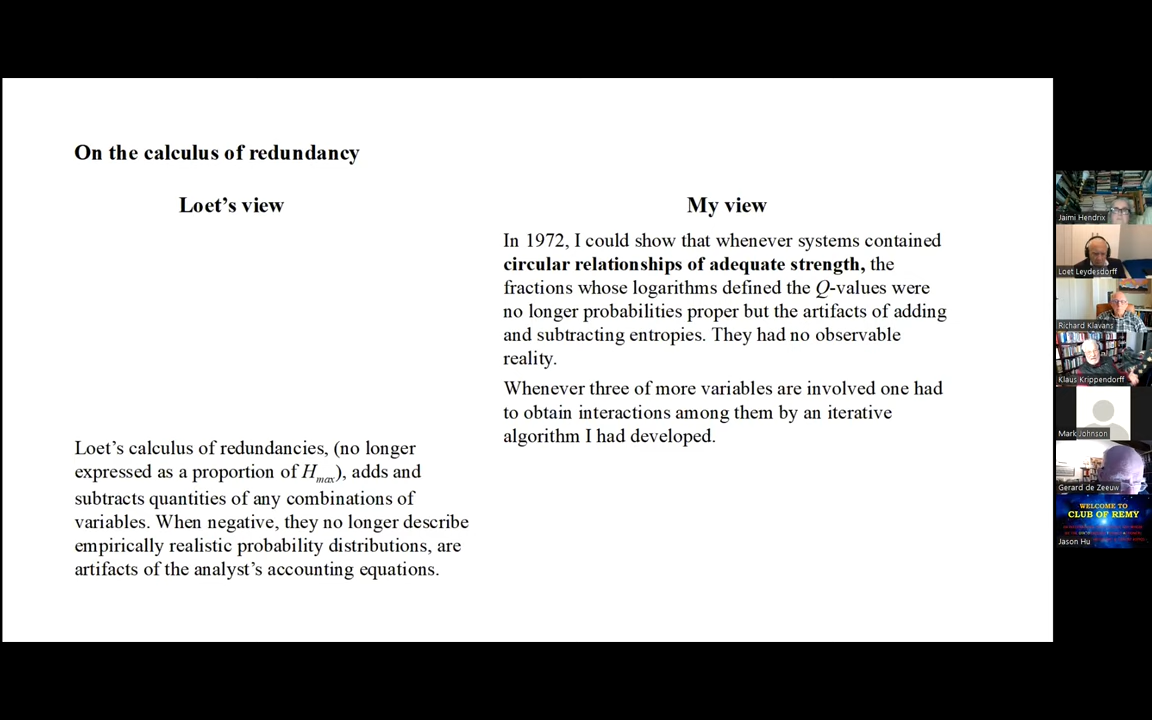 On the calculus of redundancy
Loet's view
My view
In 1972, I could show that whenever systems contained
circular relationships of adequate strength, the
fractions whose logarithms defined the Q-values were
no longer probabilities proper but the artifacts of adding
and subtracting entropies. They had no observable
reality.
Whenever three of more variables are involved one had
to obtain interactions among them by an iterative
algorithm I had developed.
Loet's calculus of redundancies, (no longer
expressed as a proportion of Hmax), adds and
subtracts quantities of any combinations of
variables. When negative, they no longer describe
empirically realistic probability distributions, are
artifacts of the analyst's accounting equations.
Jaimi Hendrix
Loet Leydesdorff
Richard Klavans
Klaus Krippendorff
Mark Johnson
Gerard de Zeeuw
WELCOME TO
CLUB OF REMY
Jason Hu